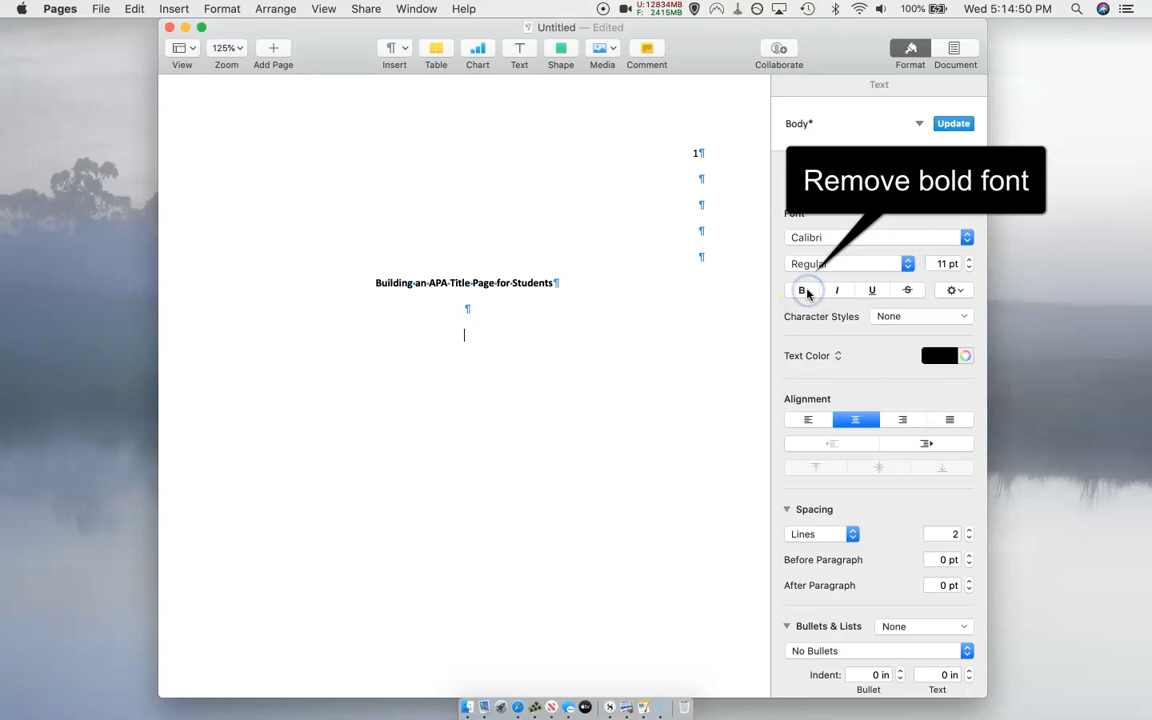 Pages File Edit Insert Format Arrange View Share Window Help U: 12834MB F: 2415MB 100% Wed 5:14:50 PM
Untitled — Edited
125%
View Zoom Add Page Insert Table Chart Text Shape Media Comment Collaborate Format Document
Text
Body* Update
1¶
Remove bold font
¶
¶
Font
¶
Calibri
¶
Regular 11 pt
Building·an·APA·Title·Page·for·Students¶
B I U S
¶
Character Styles None
Text Color
Alignment
Spacing
Lines 2
Before Paragraph 0 pt
After Paragraph 0 pt
Bullets & Lists None
No Bullets
Indent: 0 in 0 in
Bullet Text